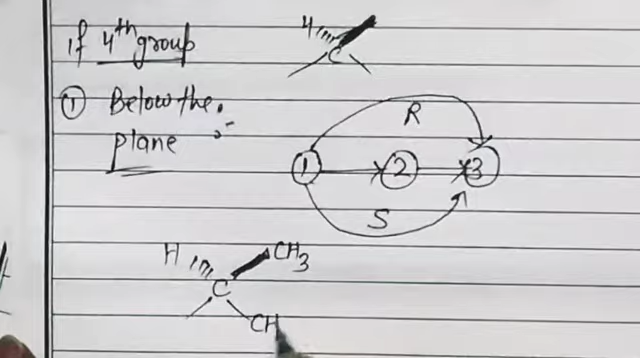 if 4th group
4
C
① Below the.
plane :-
R
① → ② → ③
S
H
CH3
C
CH